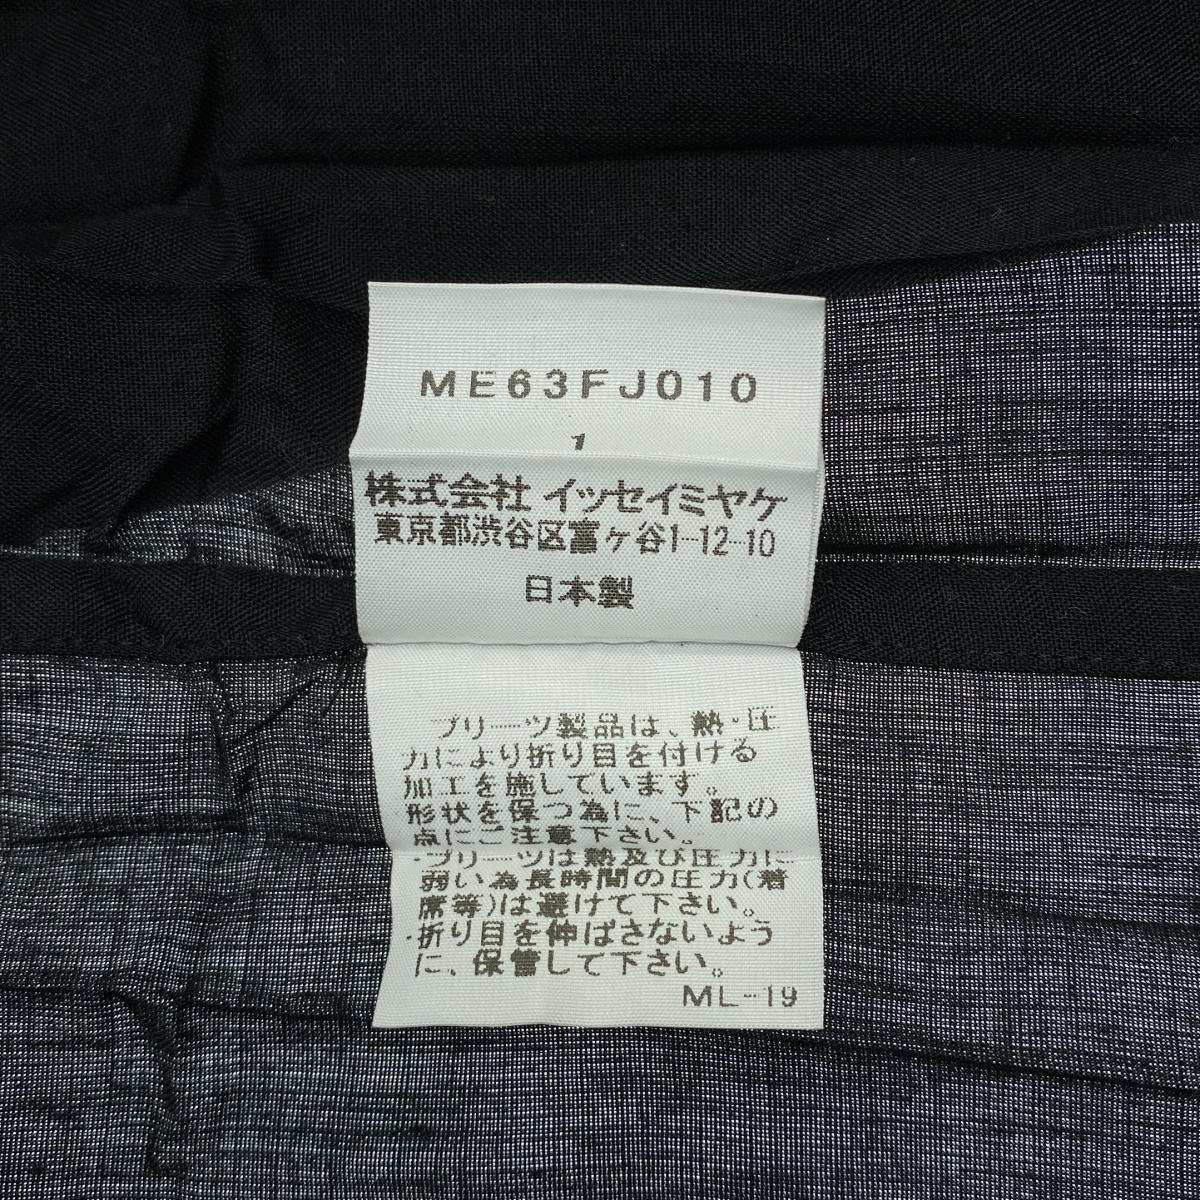 ME63FJ010
1
株式会社 イッセイミヤケ
東京都渋谷区富ヶ谷1-12-10
日本製
プリーツ製品は、熱・圧
力により折り目を付ける
加工を施しています。
形状を保つ為に、下記の
点にご注意下さい。
・プリーツは熱及び圧力に
弱い為長時間の圧力(着
席等)は避けて下さい。
・折り目を伸ばさないよう
に、保管して下さい。
ML-19